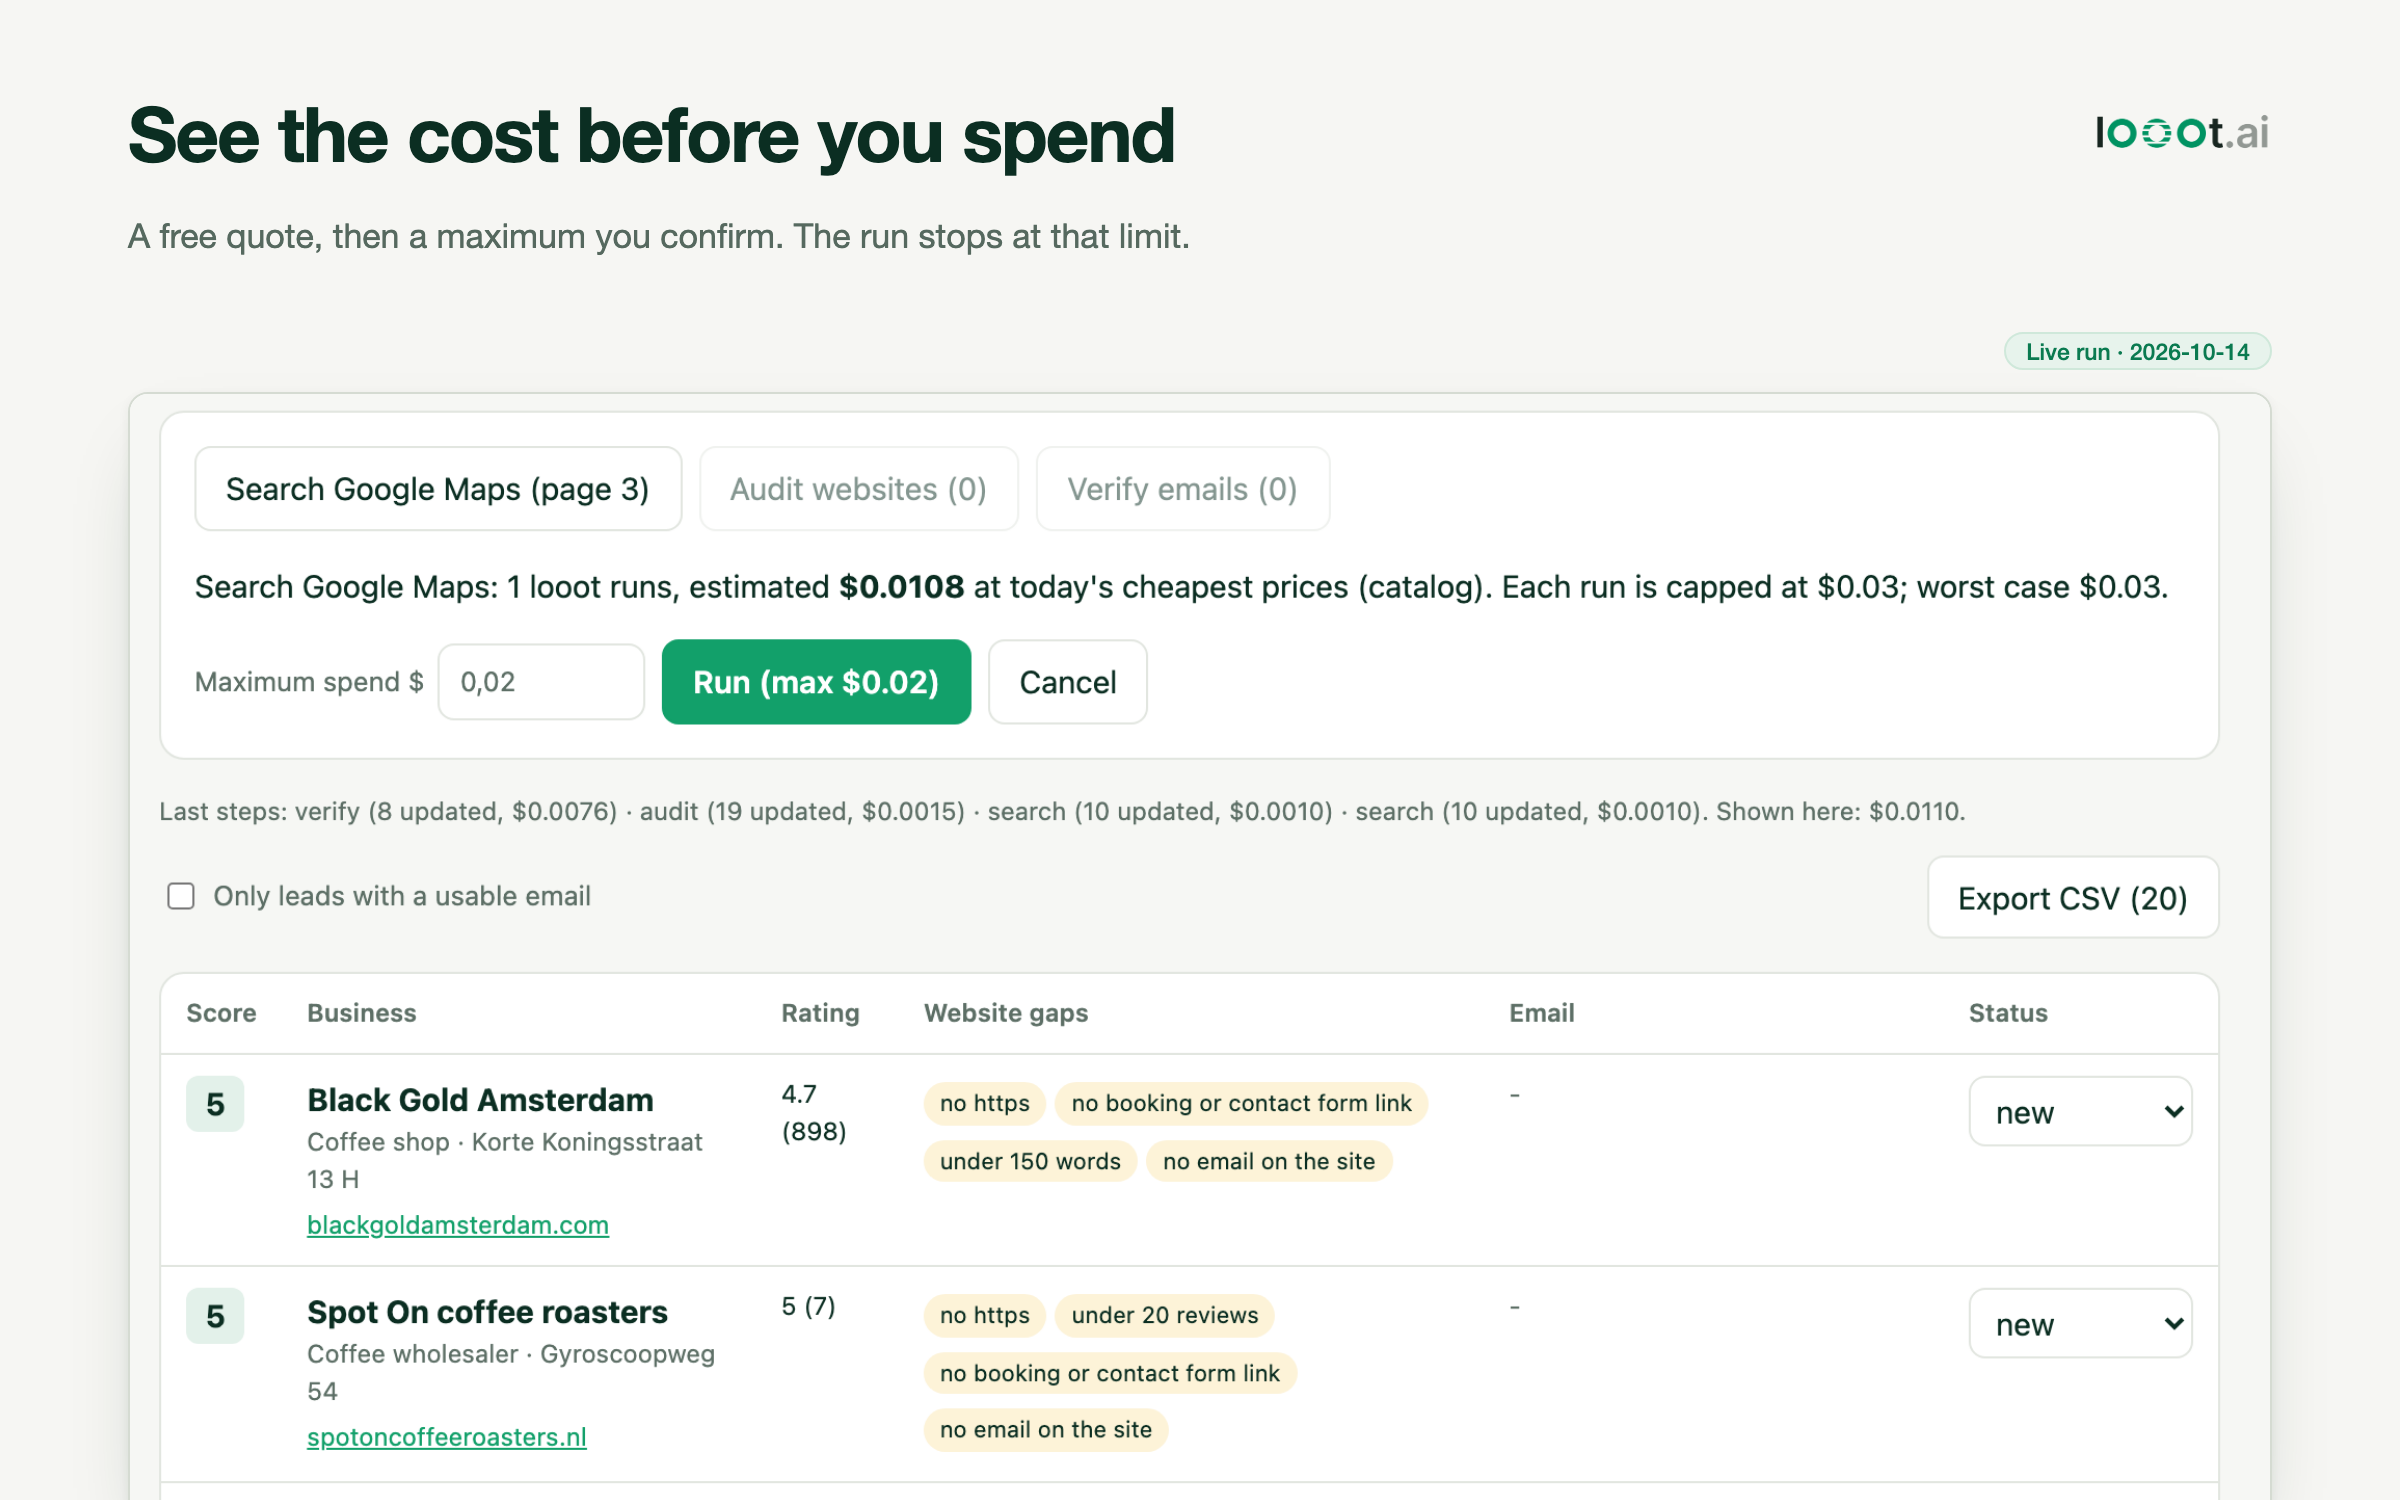 See the cost before you spend
looot.ai
A free quote, then a maximum you confirm. The run stops at that limit.
Live run · 2026-10-14
Search Google Maps (page 3)
Audit websites (0)
Verify emails (0)
Search Google Maps: 1 looot runs, estimated $0.0108 at today's cheapest prices (catalog). Each run is capped at $0.03; worst case $0.03.
Maximum spend $ 0,02 Run (max $0.02) Cancel
Last steps: verify (8 updated, $0.0076) · audit (19 updated, $0.0015) · search (10 updated, $0.0010) · search (10 updated, $0.0010). Shown here: $0.0110.
Only leads with a usable email
Export CSV (20)
Score Business Rating Website gaps Email Status
5
Black Gold Amsterdam
Coffee shop · Korte Koningsstraat
13 H
blackgoldamsterdam.com
4.7
(898)
no https no booking or contact form link
under 150 words no email on the site
-
new
5
Spot On coffee roasters
Coffee wholesaler · Gyroscoopweg
54
spotoncoffeeroasters.nl
5 (7)
no https under 20 reviews
no booking or contact form link
no email on the site
-
new